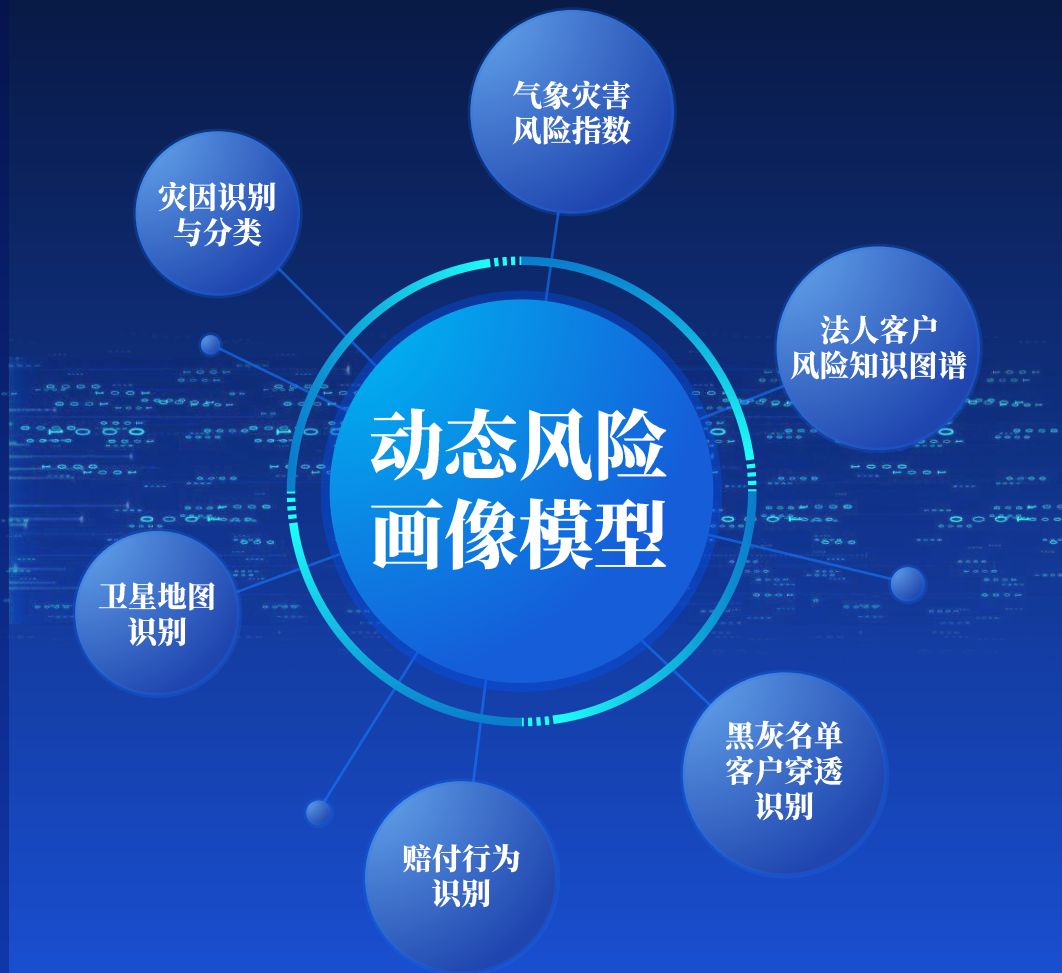 气象灾害
风险指数
灾因识别
与分类
法人客户
风险知识图谱
动态风险
画像模型
卫星地图
识别
黑灰名单
客户穿透
识别
赔付行为
识别